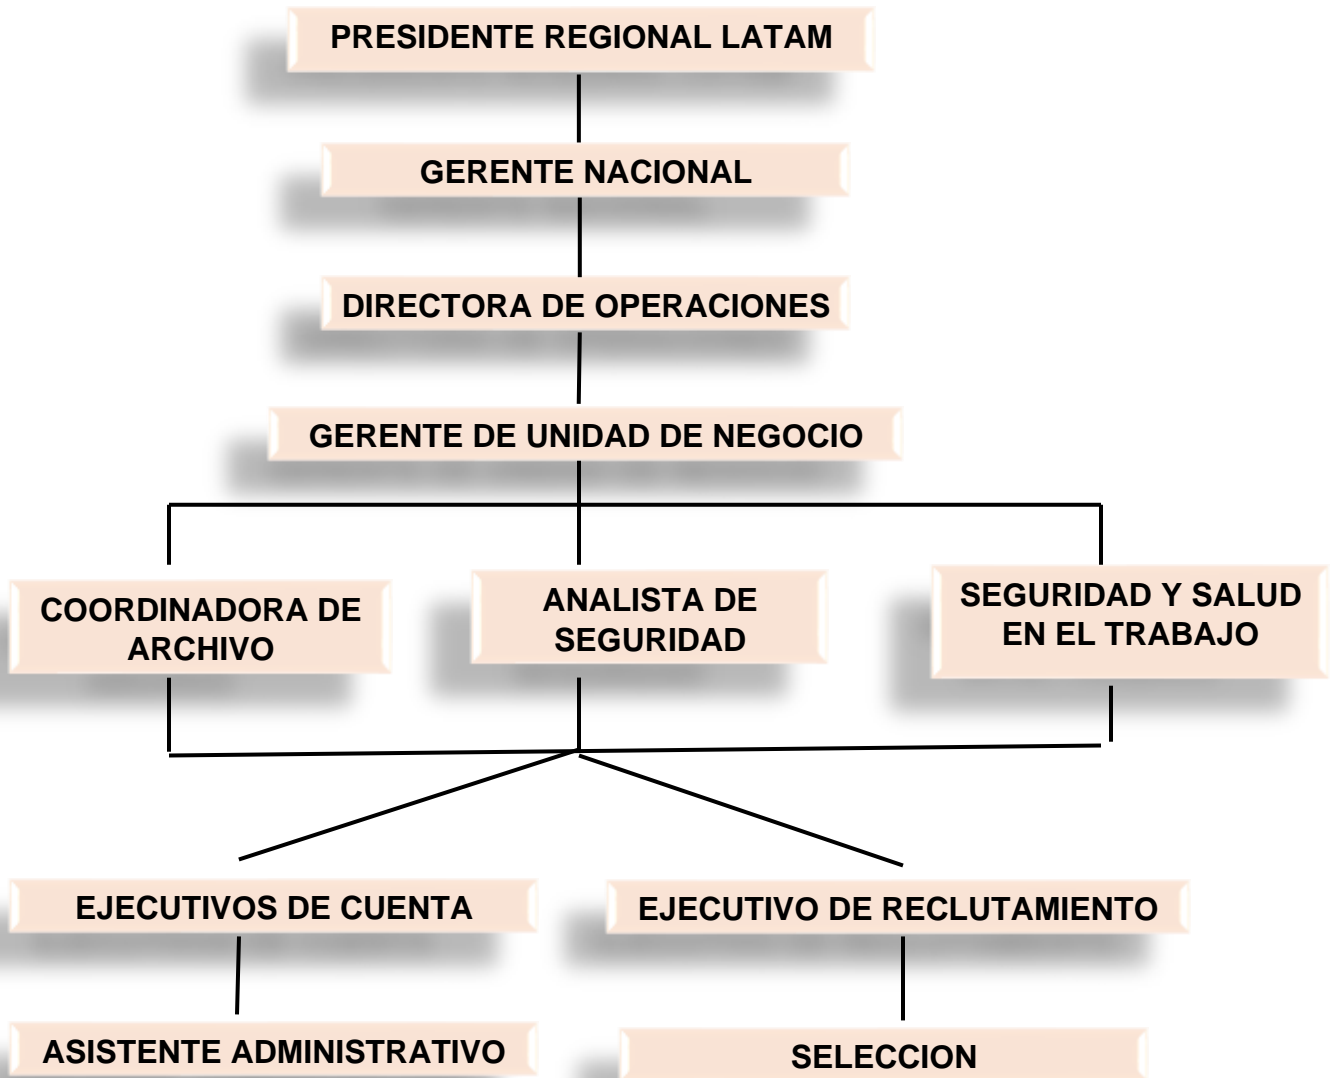 PRESIDENTE REGIONAL LATAM
GERENTE NACIONAL
DIRECTORA DE OPERACIONES
GERENTE DE UNIDAD DE NEGOCIO
COORDINADORA DE
ARCHIVO
ANALISTA DE
SEGURIDAD
SEGURIDAD Y SALUD
EN EL TRABAJO
EJECUTIVOS DE CUENTA
EJECUTIVO DE RECLUTAMIENTO
ASISTENTE ADMINISTRATIVO
SELECCION